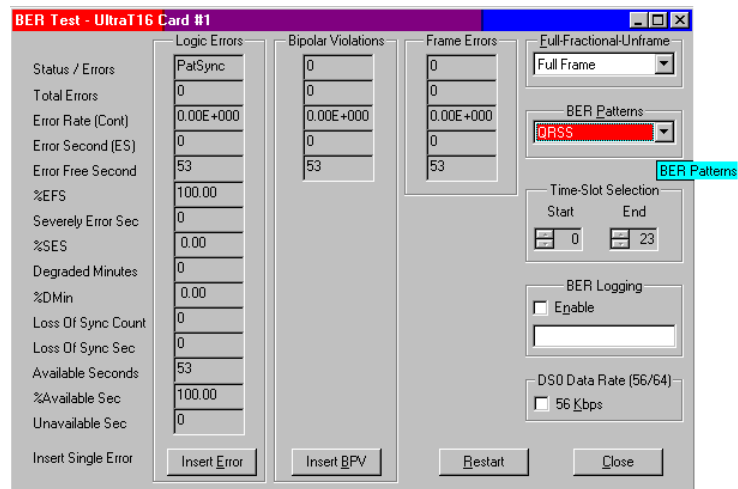 BER Test - UltraT16 Card #1
Logic Errors Bipolar Violations Frame Errors Full-Fractional-Unframe
Status / Errors PatSync 0 0 Full Frame
Total Errors 0 0 0
Error Rate (Cont) 0.00E+000 0.00E+000 0.00E+000 BER Patterns
Error Second (ES) 0 0 0 QRSS
Error Free Second 53 53 53 BER Patterns
%EFS 100.00 Time-Slot Selection
Severely Error Sec 0 Start End
%SES 0.00 0 23
Degraded Minutes 0
%DMin 0.00 BER Logging
Loss Of Sync Count 0 Enable
Loss Of Sync Sec 0
Available Seconds 53 DS0 Data Rate (56/64)
%Available Sec 100.00 56 Kbps
Unavailable Sec 0
Insert Single Error Insert Error Insert BPV Restart Close